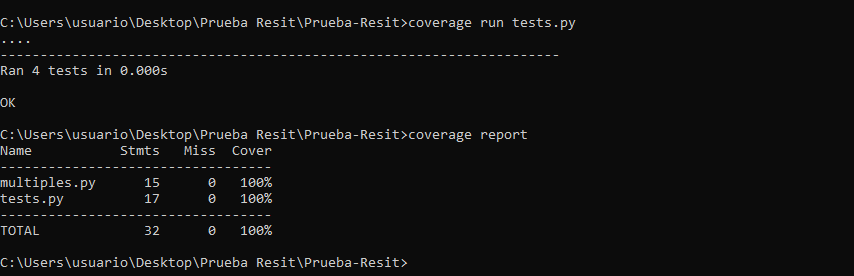 C:\Users\usuario\Desktop\Prueba Resit\Prueba-Resit>coverage run tests.py
....
----------------------------------------------------------------------
Ran 4 tests in 0.000s

OK

C:\Users\usuario\Desktop\Prueba Resit\Prueba-Resit>coverage report
Name           Stmts   Miss  Cover
----------------------------------
multiples.py      15      0   100%
tests.py          17      0   100%
----------------------------------
TOTAL             32      0   100%

C:\Users\usuario\Desktop\Prueba Resit\Prueba-Resit>